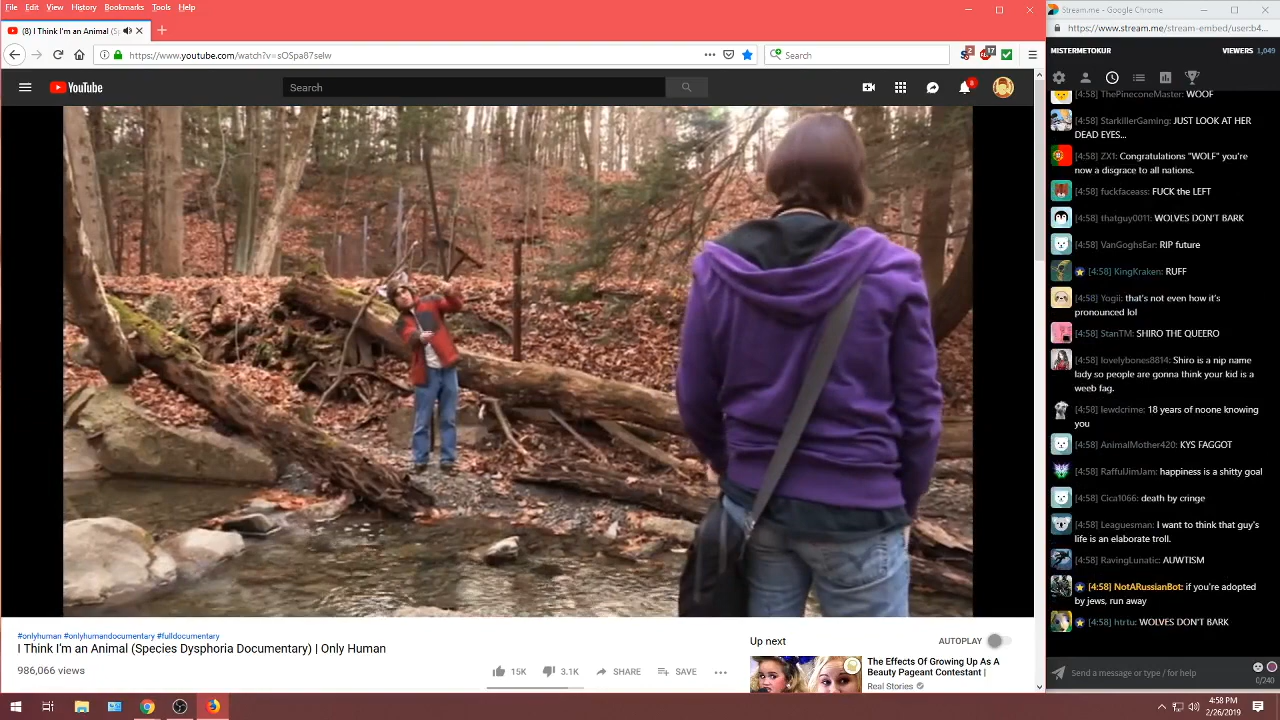 File Edit View History Bookmarks Tools Help
(8) I Think I'm an Animal (Sp
https://www.youtube.com/watch?v=sOSpa87selw
Search
2
17
YouTube
Search
8
#onlyhuman #onlyhumandocumentary #fulldocumentary
I Think I'm an Animal (Species Dysphoria Documentary) | Only Human
986,066 views
15K
3.1K
SHARE
SAVE
Up next
AUTOPLAY
The Effects Of Growing Up As A
Beauty Pageant Contestant |
Real Stories
Stream.me - Google Chrome
https://www.stream.me/stream-embed/userb4...
MISTERMETOKUR
VIEWERS 1,049
[4:58] ThePineconeMaster: WOOF
[4:58] StarkillerGaming: JUST LOOK AT HER
DEAD EYES...
[4:58] ZX1: Congratulations "WOLF" you're
now a disgrace to all nations.
[4:58] fuckfaceass: FUCK the LEFT
[4:58] thatguy0011: WOLVES DON'T BARK
[4:58] VanGoghsEar: RIP future
[4:58] KingKraken: RUFF
[4:58] Yogii: that's not even how it's
pronounced lol
[4:58] StanTM: SHIRO THE QUEERO
[4:58] lovelybones8814: Shiro is a nip name
lady so people are gonna think your kid is a
weeb fag.
[4:58] lewdcrime: 18 years of noone knowing
you
[4:58] AnimalMother420: KYS FAGGOT
[4:58] RaffulJimJam: happiness is a shitty goal
[4:58] Cica1066: death by cringe
[4:58] Leaguesman: I want to think that guy's
life is an elaborate troll.
[4:58] RavingLunatic: AUWTISM
[4:58] NotARussianBot: if you're adopted
by jews, run away
[4:58] htrtu: WOLVES DON'T BARK
Send a message or type / for help
0/240
4:58 PM
2/26/2019